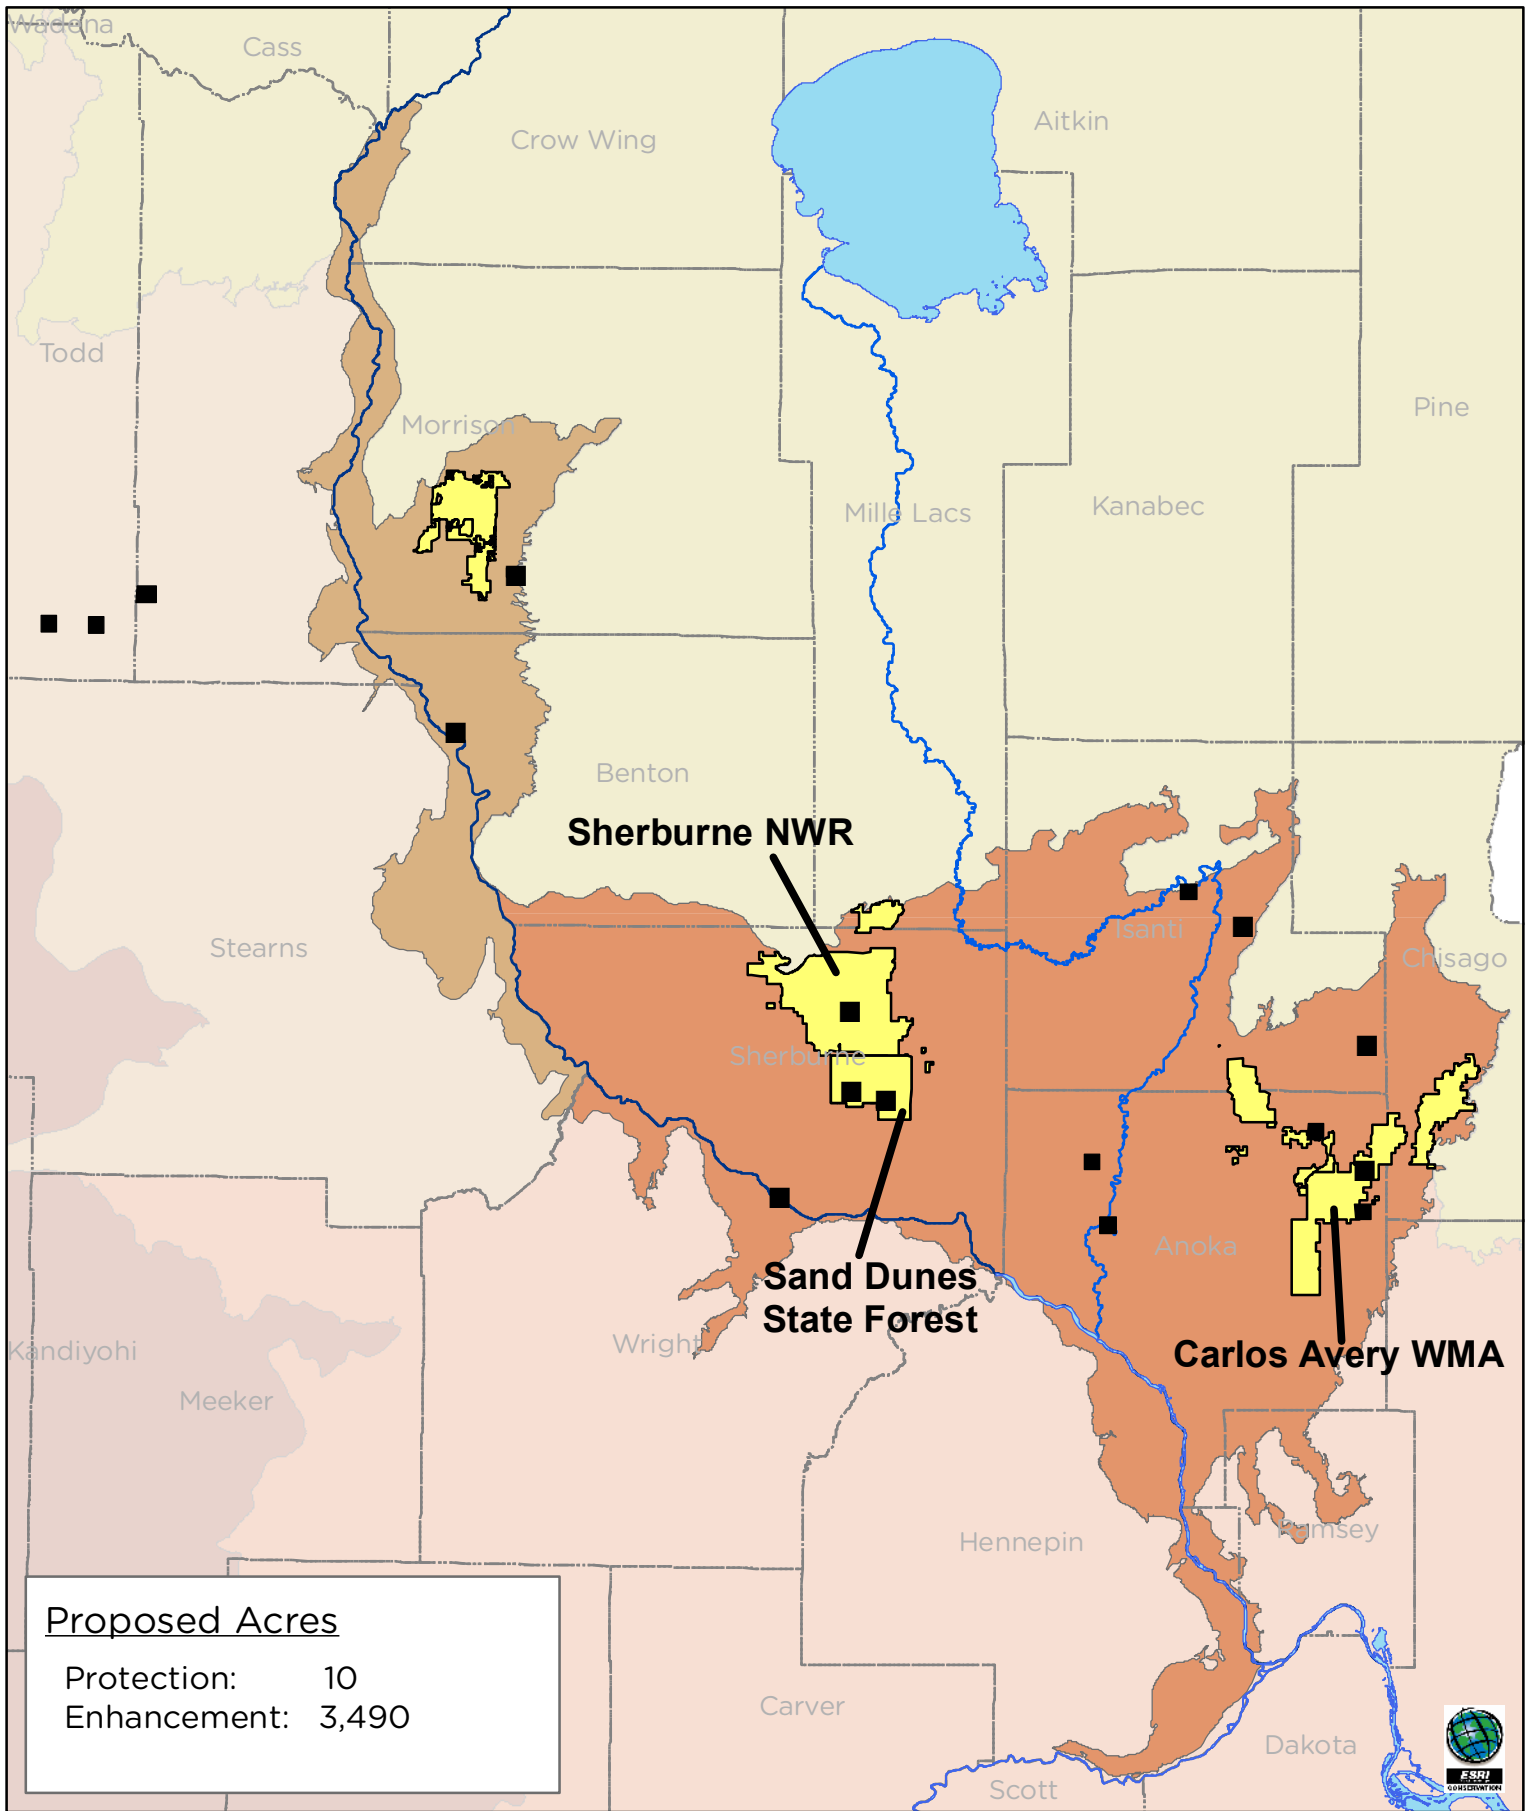 Wadena
Cass
Aitkin
Crow Wing
Todd
Morrison
Pine
Mille Lacs
Kanabec
Benton
Sherburne NWR
Isanti
Stearns
Chisago
Sherburne
Anoka
Sand Dunes
State Forest
Wright
Carlos Avery WMA
Kandiyohi
Meeker
Hennepin
Ramsey
Proposed Acres
Protection: 10
Enhancement: 3,490
Carver
Dakota
Scott
ESRI
CONSERVATION